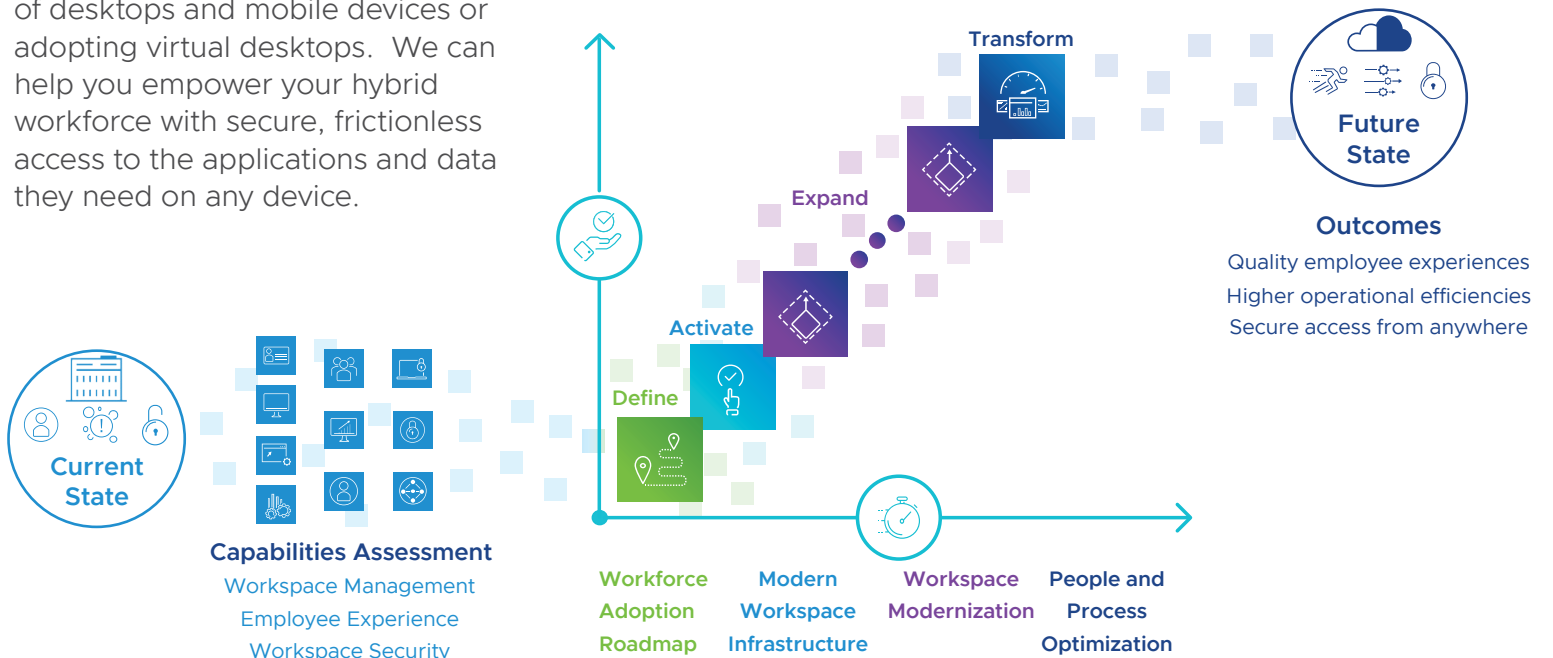 of desktops and mobile devices or
adopting virtual desktops.  We can
help you empower your hybrid
workforce with secure, frictionless
access to the applications and data
they need on any device.
Current
State
Capabilities Assessment
Workspace Management
Employee Experience
Workspace Security
Define
Activate
Expand
Transform
Workforce
Adoption
Roadmap
Modern
Workspace
Infrastructure
Workspace
Modernization
People and
Process
Optimization
Future
State
Outcomes
Quality employee experiences
Higher operational efficiencies
Secure access from anywhere